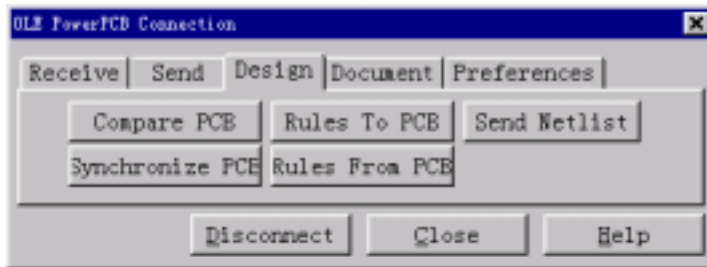 OLE PowerPCB Connection
Receive Send Design Document Preferences
Compare PCB Rules To PCB Send Netlist
Synchronize PCB Rules From PCB
Disconnect Close Help